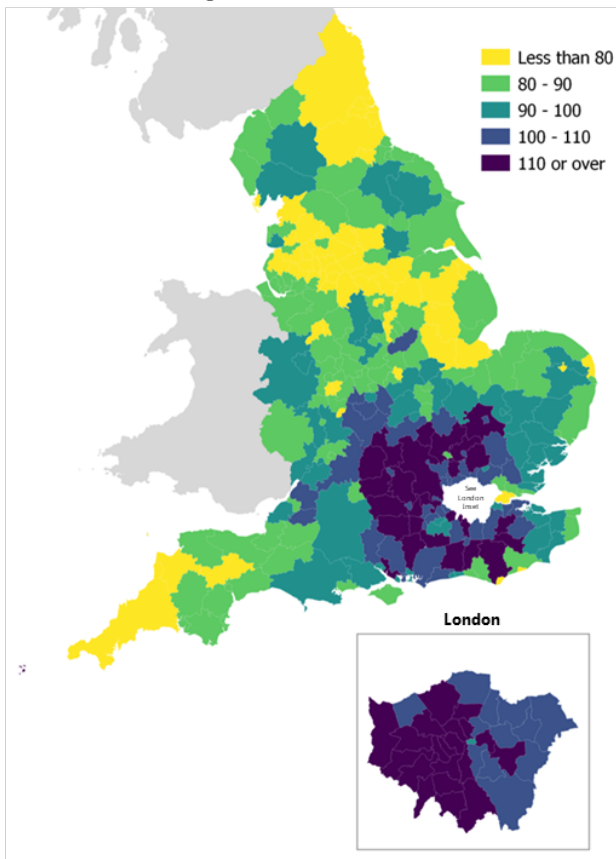 Less than 80
80 - 90
90 - 100
100 - 110
110 or over
See
London
Inset
London